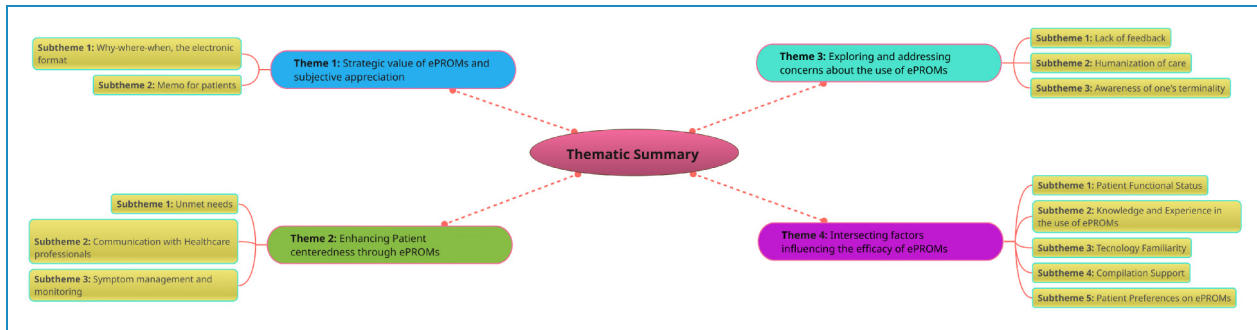 Thematic Summary
Theme 1: Strategic value of ePROMs and
subjective appreciation
Subtheme 1: Why-where-when, the electronic
format
Subtheme 2: Memo for patients
Theme 2: Enhancing Patient
centeredness through ePROMs
Subtheme 1: Unmet needs
Subtheme 2: Communication with Healthcare
professionals
Subtheme 3: Symptom management and
monitoring
Theme 3: Exploring and addressing
concerns about the use of ePROMs
Subtheme 1: Lack of feedback
Subtheme 2: Humanization of care
Subtheme 3: Awareness of one's terminality
Theme 4: Intersecting factors
influencing the efficacy of ePROMs
Subtheme 1: Patient Functional Status
Subtheme 2: Knowledge and Experience in
the use of ePROMs
Subtheme 3: Tecnology Familiarity
Subtheme 4: Compilation Support
Subtheme 5: Patient Preferences on ePROMs